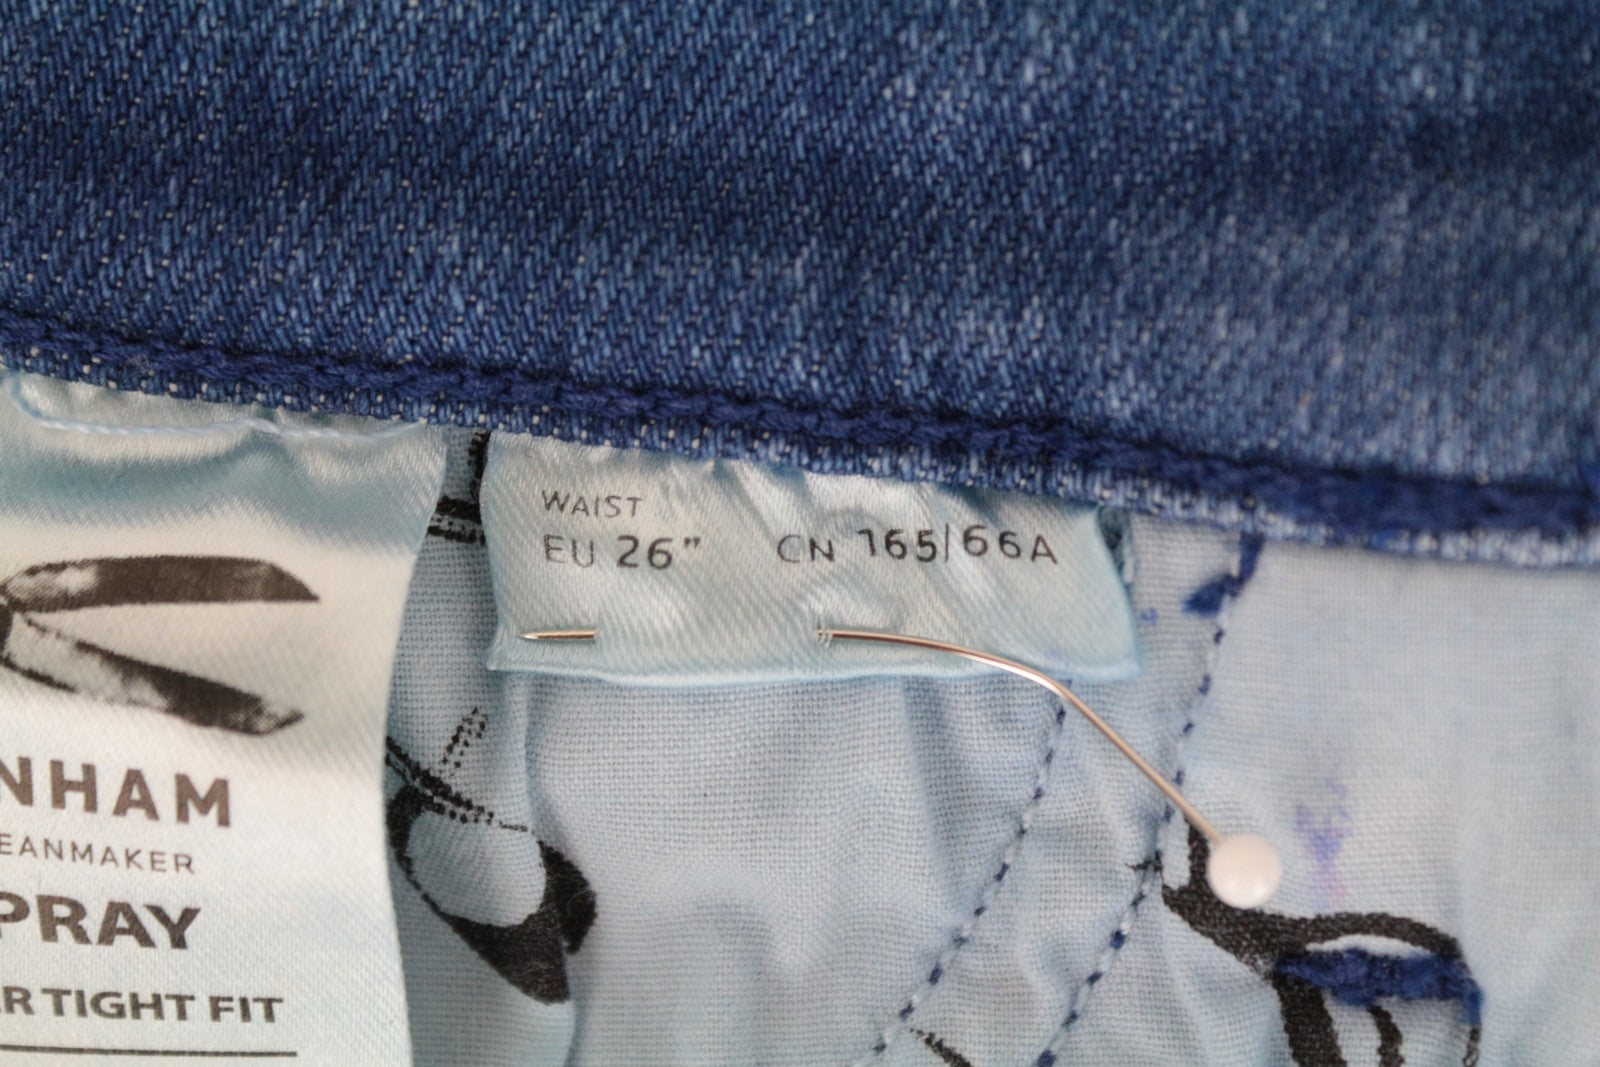 WAIST
EU 26” CN 165/66A
NHAM
EANMAKER
PRAY
R TIGHT FIT